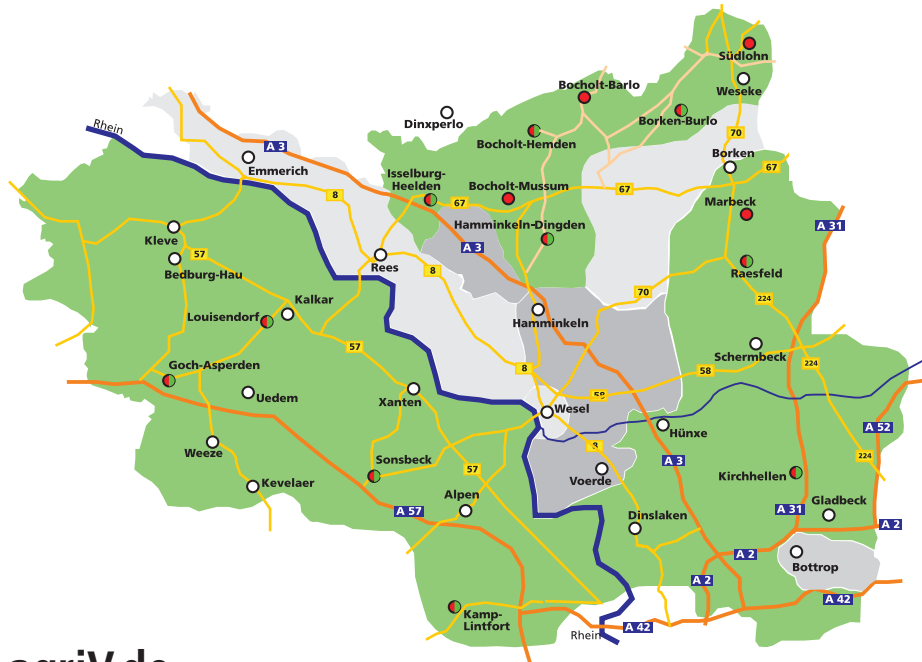 Südlohn
Weseke
Bocholt-Barlo
Dinxperlo
Borken-Burlo
Rhein
70
Bocholt-Hemden
A 3
Borken
Emmerich
67
Isselburg-
Heelden
Bocholt-Mussum
67
8
67
Marbeck
Hamminkeln-Dingden
A 31
Kleve
57
A 3
Rees
8
Bedburg-Hau
Raesfeld
70
224
Kalkar
Louisendorf
Hamminkeln
57
Schermbeck
Goch-Asperden
224
8
58
Uedem
58
Xanten
Wesel
A 52
Hünxe
8
Weeze
224
Sonsbeck
A 3
57
Kirchhellen
Voerde
Kevelaer
Alpen
Gladbeck
A 57
A 31
Dinslaken
A 2
A 2
Bottrop
A 2
A 42
Kamp-
Lintfort
A 42
Rhein